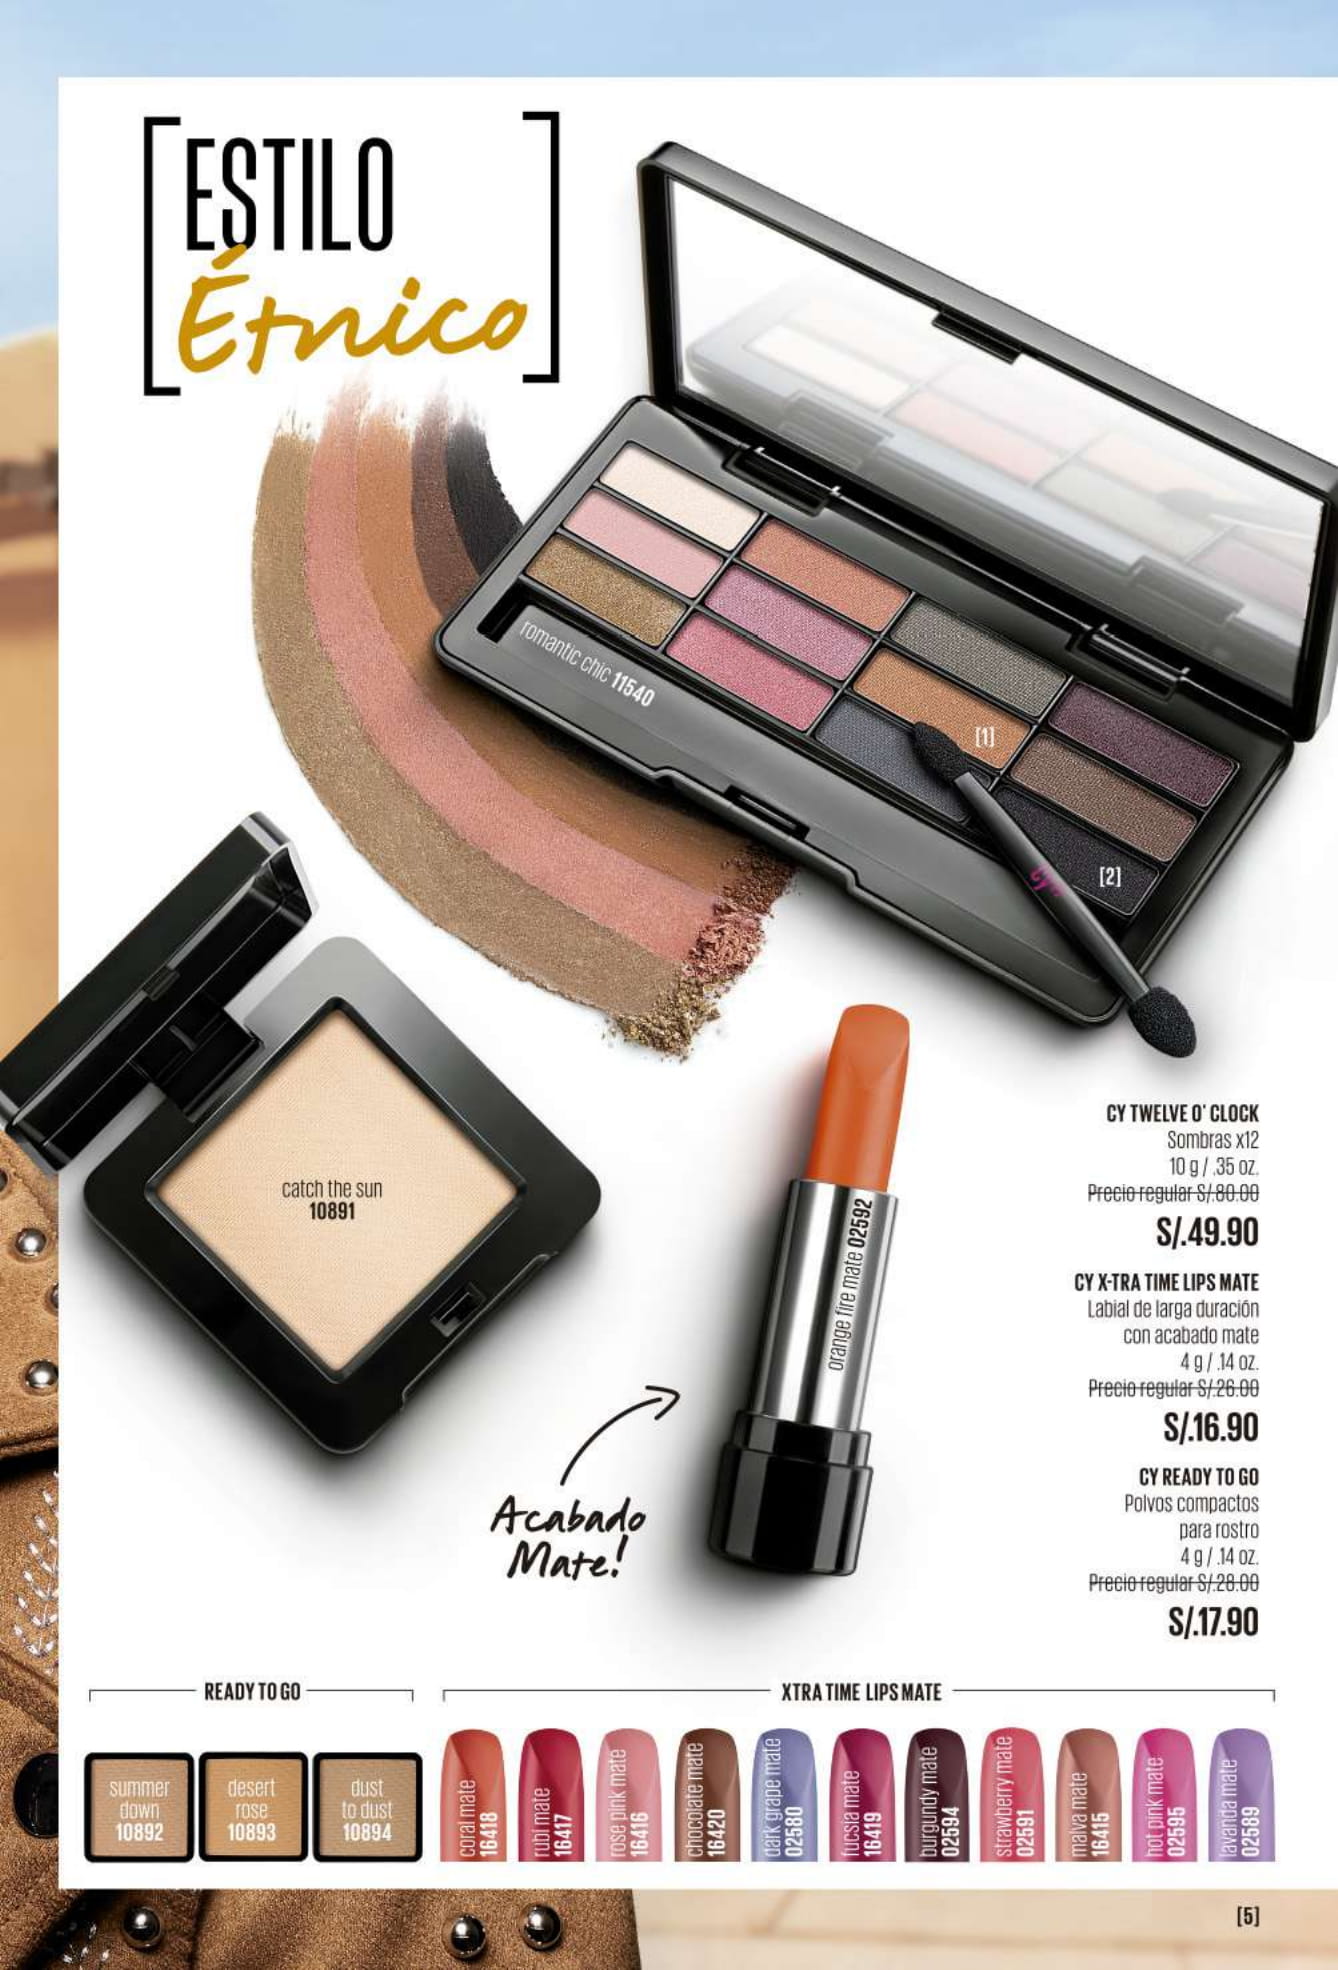 ESTILO
Étnico
romantic chic 11540
[1]
[2]
Cy
catch the sun
10891
orange fire mate 02592
Acabado
Mate!
CY TWELVE O' CLOCK
Sombras x12
10 g / .35 oz.
Precio regular S/.80.00
S/.49.90
CY X-TRA TIME LIPS MATE
Labial de larga duración
con acabado mate
4 g / .14 oz.
Precio regular S/.26.00
S/.16.90
CY READY TO GO
Polvos compactos
para rostro
4 g / .14 oz.
Precio regular S/.28.00
S/.17.90
READY TO GO
summer
down
10892
desert
rose
10893
dust
to dust
10894
XTRA TIME LIPS MATE
coral mate
16418
rubí mate
16417
rose pink mate
16416
chocolate mate
16420
dark grape mate
02580
fucsia mate
16419
burgundy mate
02594
strawberry mate
02591
malva mate
16415
hot pink mate
02595
lavanda mate
02589
[5]